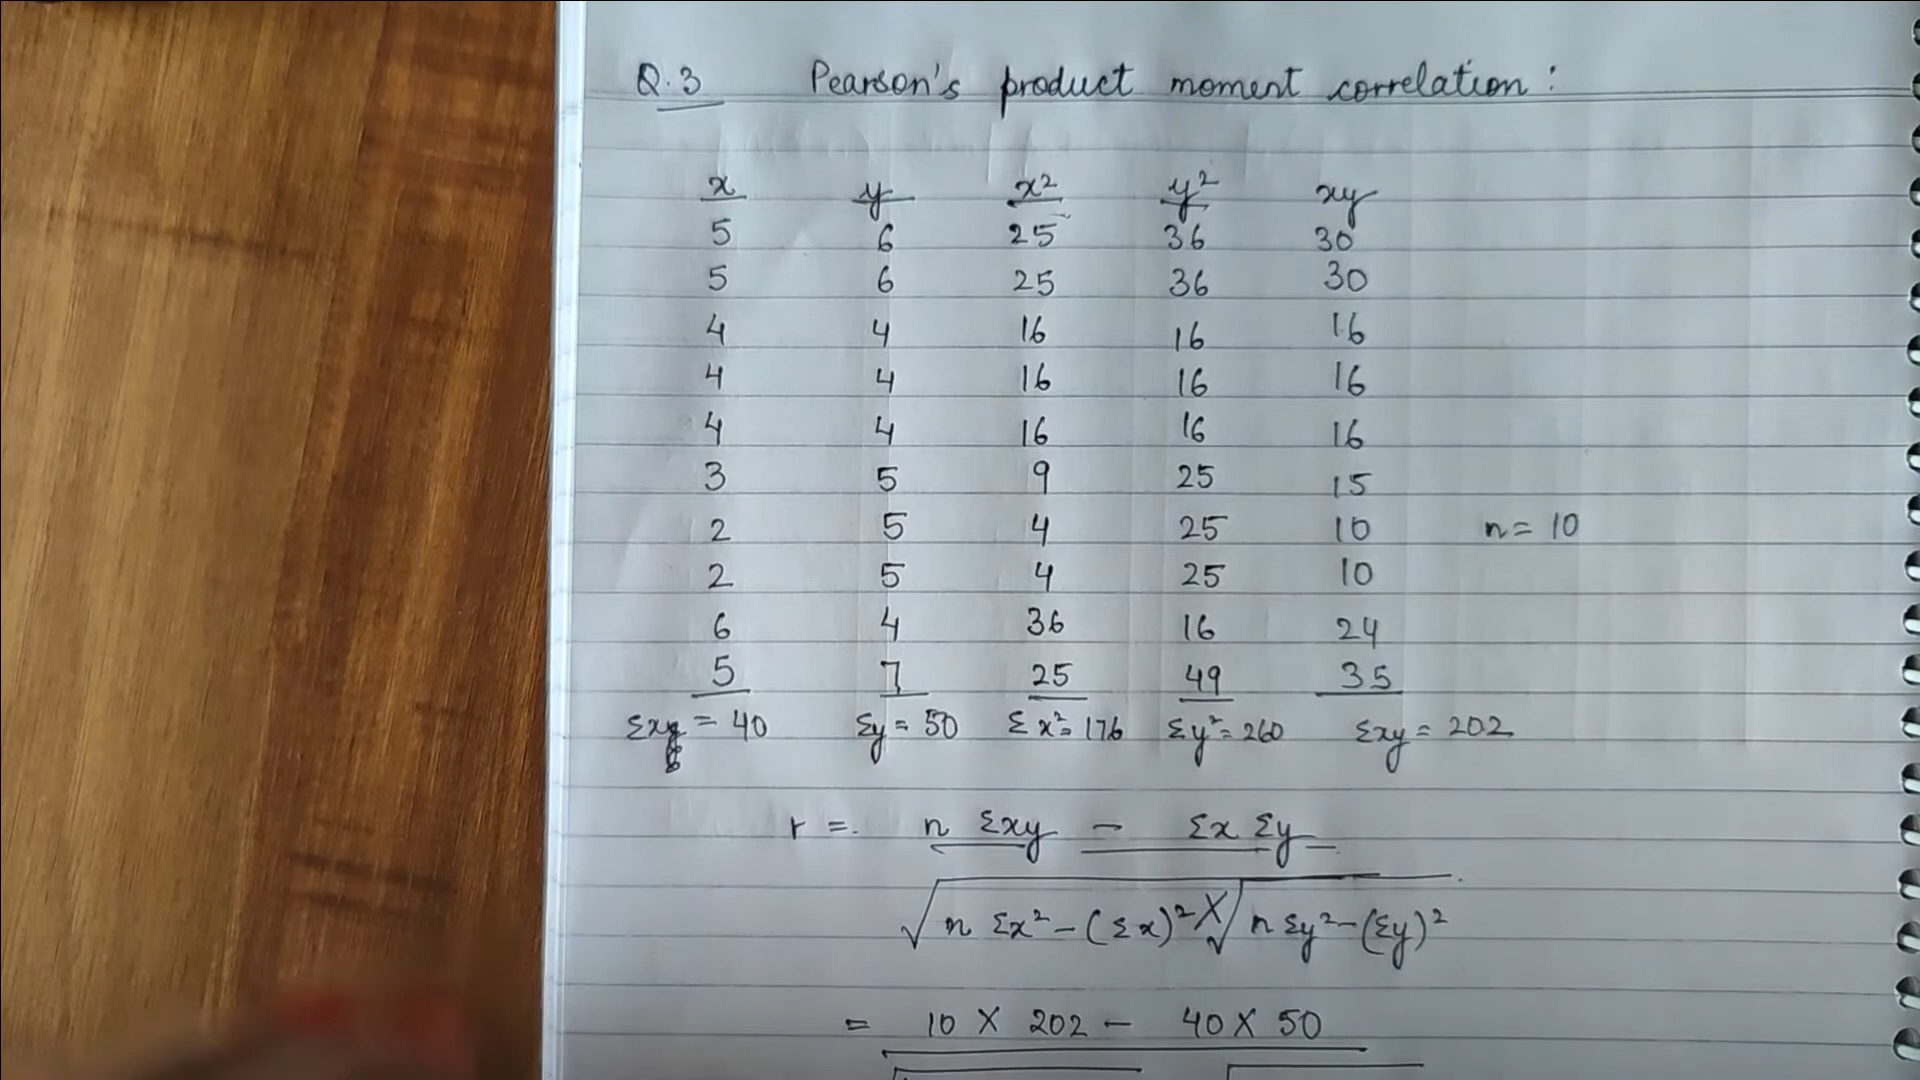 Q.3 Pearson's product moment correlation:
x y x² y² xy
5 6 25 36 30
5 6 25 36 30
4 4 16 16 16
4 4 16 16 16
4 4 16 16 16
3 5 9 25 15
2 5 4 25 10 n = 10
2 5 4 25 10
6 4 36 16 24
5 7 25 49 35
Σx = 40 Σy = 50 Σx² = 176 Σy² = 260 Σxy = 202
r = n Σxy - Σx Σy
√n Σx² - (Σx)² X √n Σy² - (Σy)²
= 10 X 202 - 40 X 50